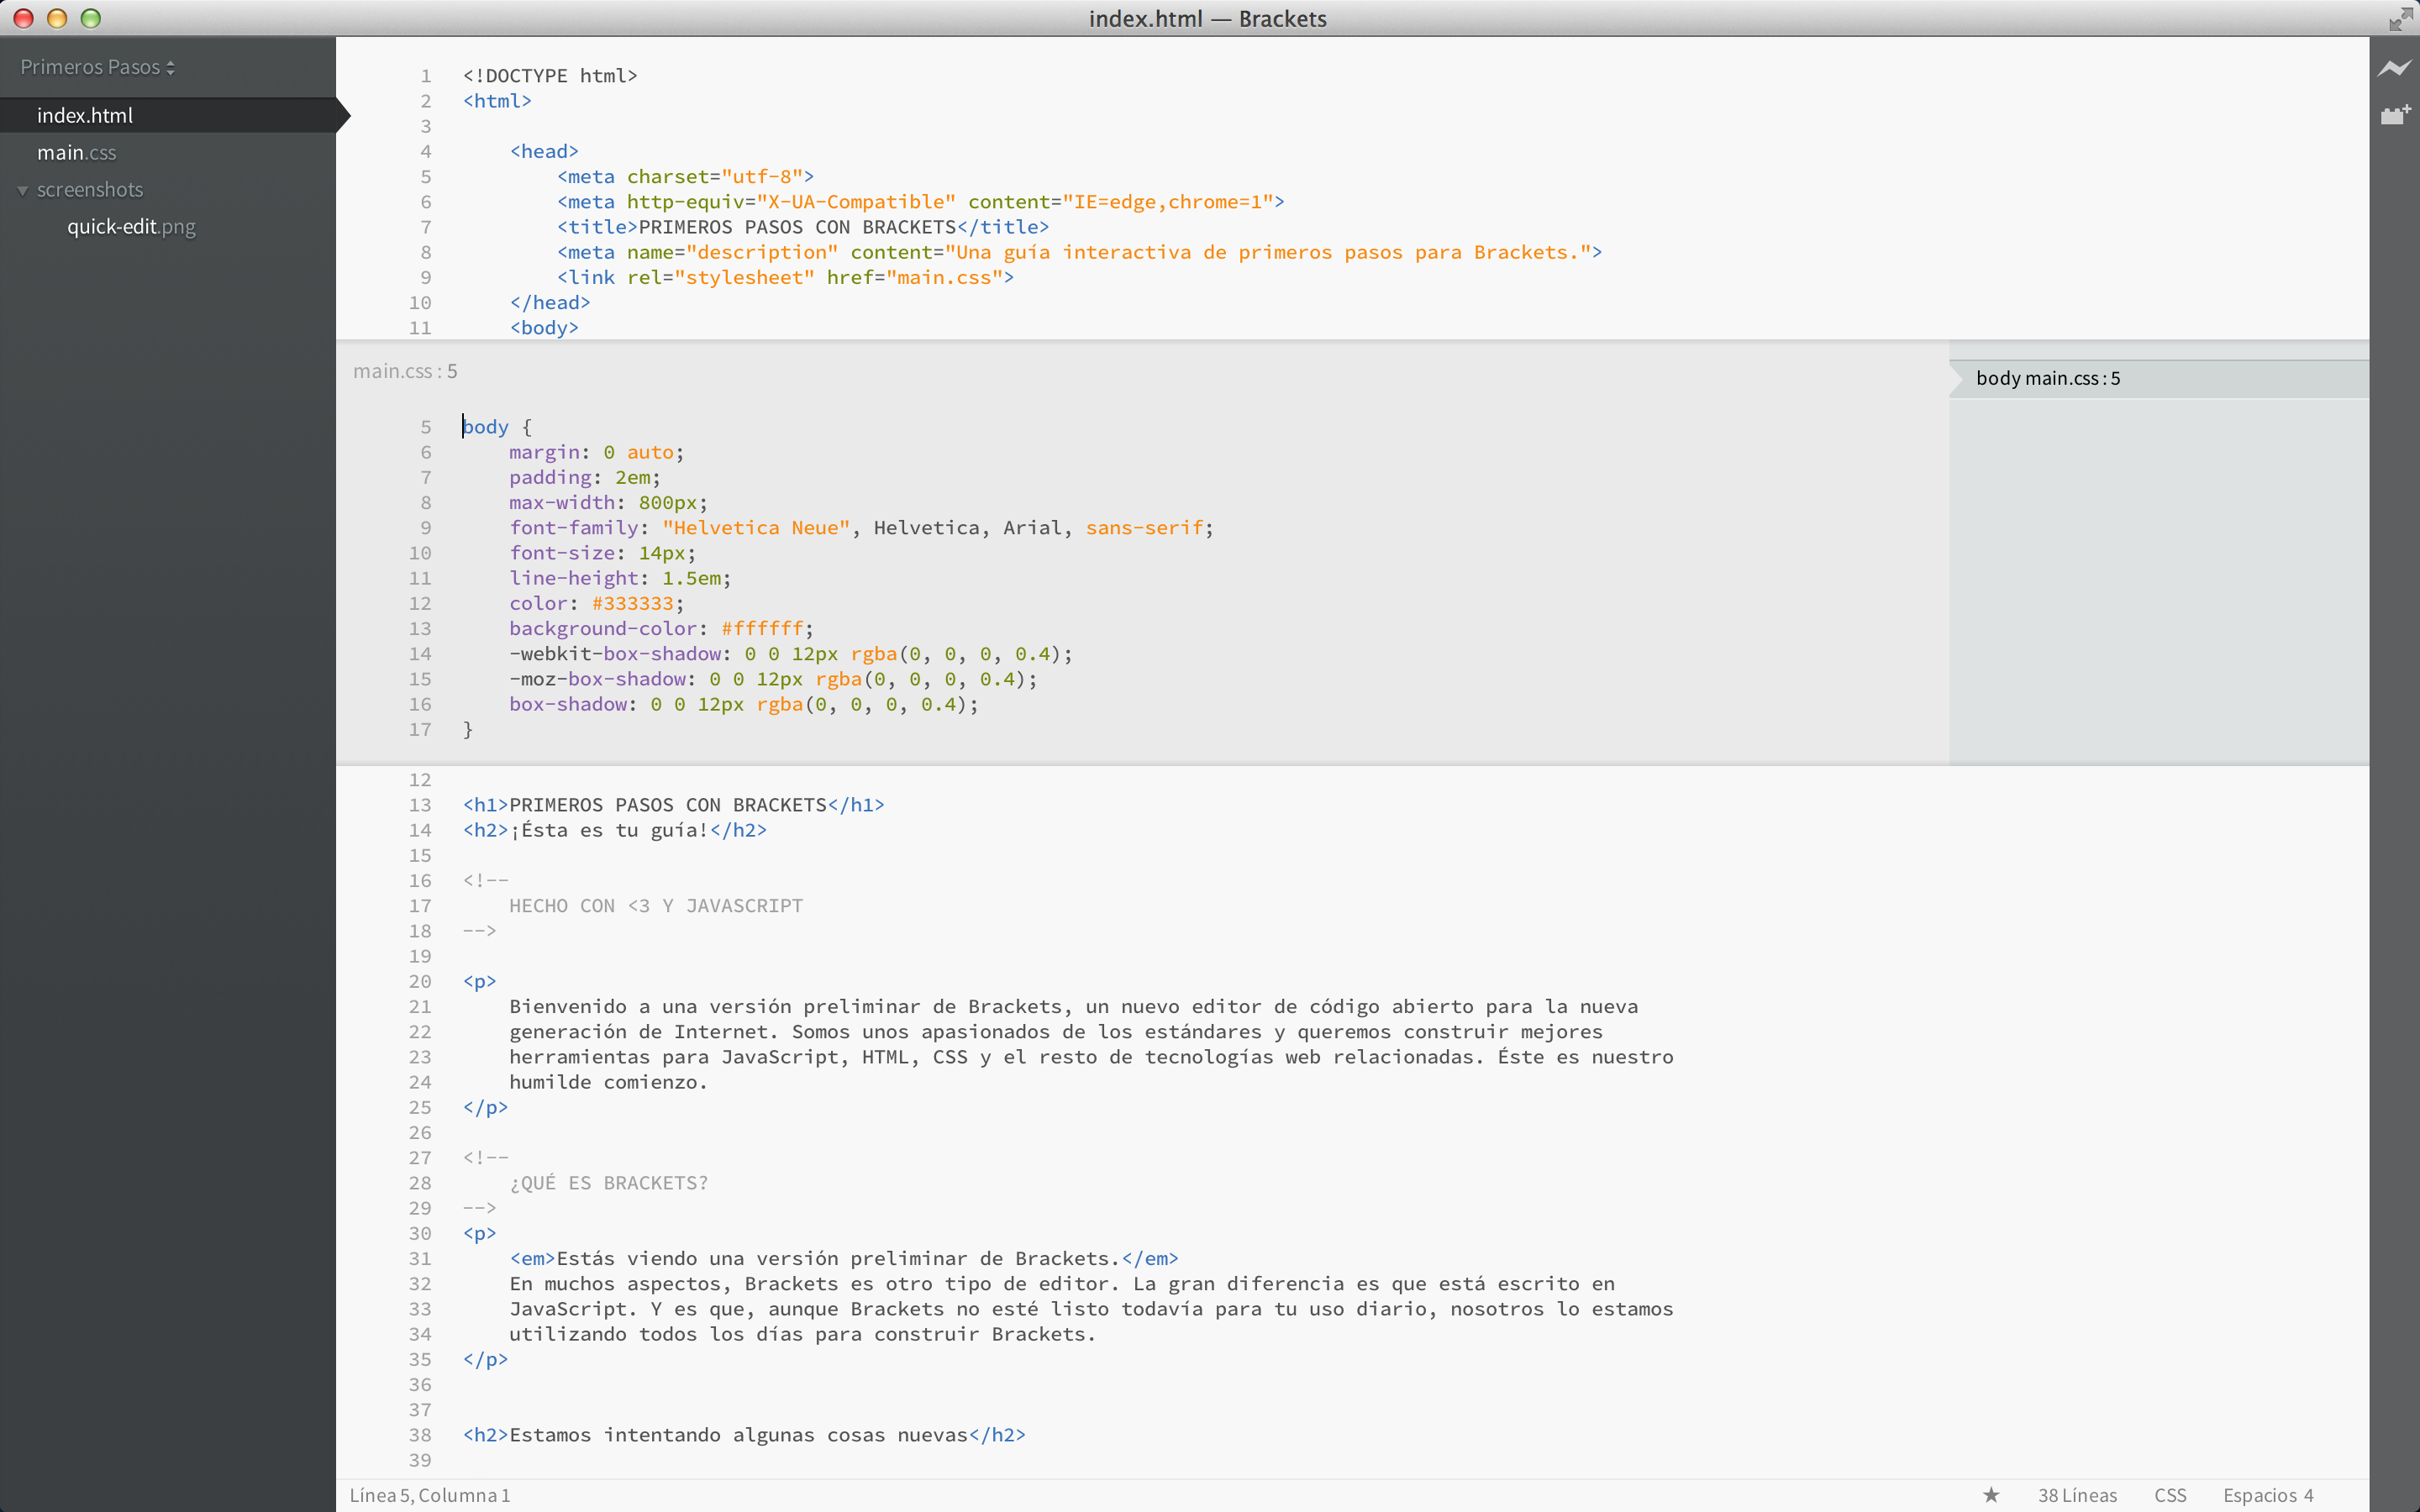 index.html — Brackets
Primeros Pasos
index.html
main.css
screenshots
quick-edit.png
1 <!DOCTYPE html>
2 <html>
3
4     <head>
5         <meta charset="utf-8">
6         <meta http-equiv="X-UA-Compatible" content="IE=edge,chrome=1">
7         <title>PRIMEROS PASOS CON BRACKETS</title>
8         <meta name="description" content="Una guía interactiva de primeros pasos para Brackets.">
9         <link rel="stylesheet" href="main.css">
10     </head>
11     <body>
main.css : 5
body main.css : 5
5 body {
6     margin: 0 auto;
7     padding: 2em;
8     max-width: 800px;
9     font-family: "Helvetica Neue", Helvetica, Arial, sans-serif;
10     font-size: 14px;
11     line-height: 1.5em;
12     color: #333333;
13     background-color: #ffffff;
14     -webkit-box-shadow: 0 0 12px rgba(0, 0, 0, 0.4);
15     -moz-box-shadow: 0 0 12px rgba(0, 0, 0, 0.4);
16     box-shadow: 0 0 12px rgba(0, 0, 0, 0.4);
17 }
12
13 <h1>PRIMEROS PASOS CON BRACKETS</h1>
14 <h2>¡Ésta es tu guía!</h2>
15
16 <!--
17     HECHO CON <3 Y JAVASCRIPT
18 -->
19
20 <p>
21     Bienvenido a una versión preliminar de Brackets, un nuevo editor de código abierto para la nueva
22     generación de Internet. Somos unos apasionados de los estándares y queremos construir mejores
23     herramientas para JavaScript, HTML, CSS y el resto de tecnologías web relacionadas. Éste es nuestro
24     humilde comienzo.
25 </p>
26
27 <!--
28     ¿QUÉ ES BRACKETS?
29 -->
30 <p>
31     <em>Estás viendo una versión preliminar de Brackets.</em>
32     En muchos aspectos, Brackets es otro tipo de editor. La gran diferencia es que está escrito en
33     JavaScript. Y es que, aunque Brackets no esté listo todavía para tu uso diario, nosotros lo estamos
34     utilizando todos los días para construir Brackets.
35 </p>
36
37
38 <h2>Estamos intentando algunas cosas nuevas</h2>
39
Línea 5, Columna 1
38 Líneas
CSS
Espacios 4